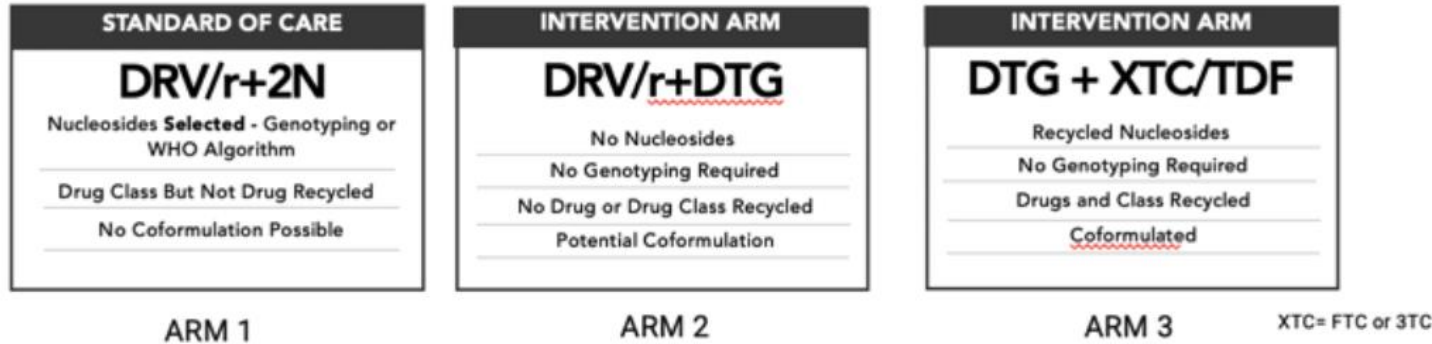 STANDARD OF CARE
DRV/r+2N
Nucleosides Selected - Genotyping or
WHO Algorithm
Drug Class But Not Drug Recycled
No Coformulation Possible
ARM 1
INTERVENTION ARM
DRV/r+DTG
No Nucleosides
No Genotyping Required
No Drug or Drug Class Recycled
Potential Coformulation
ARM 2
INTERVENTION ARM
DTG + XTC/TDF
Recycled Nucleosides
No Genotyping Required
Drugs and Class Recycled
Coformulated
ARM 3
XTC= FTC or 3TC